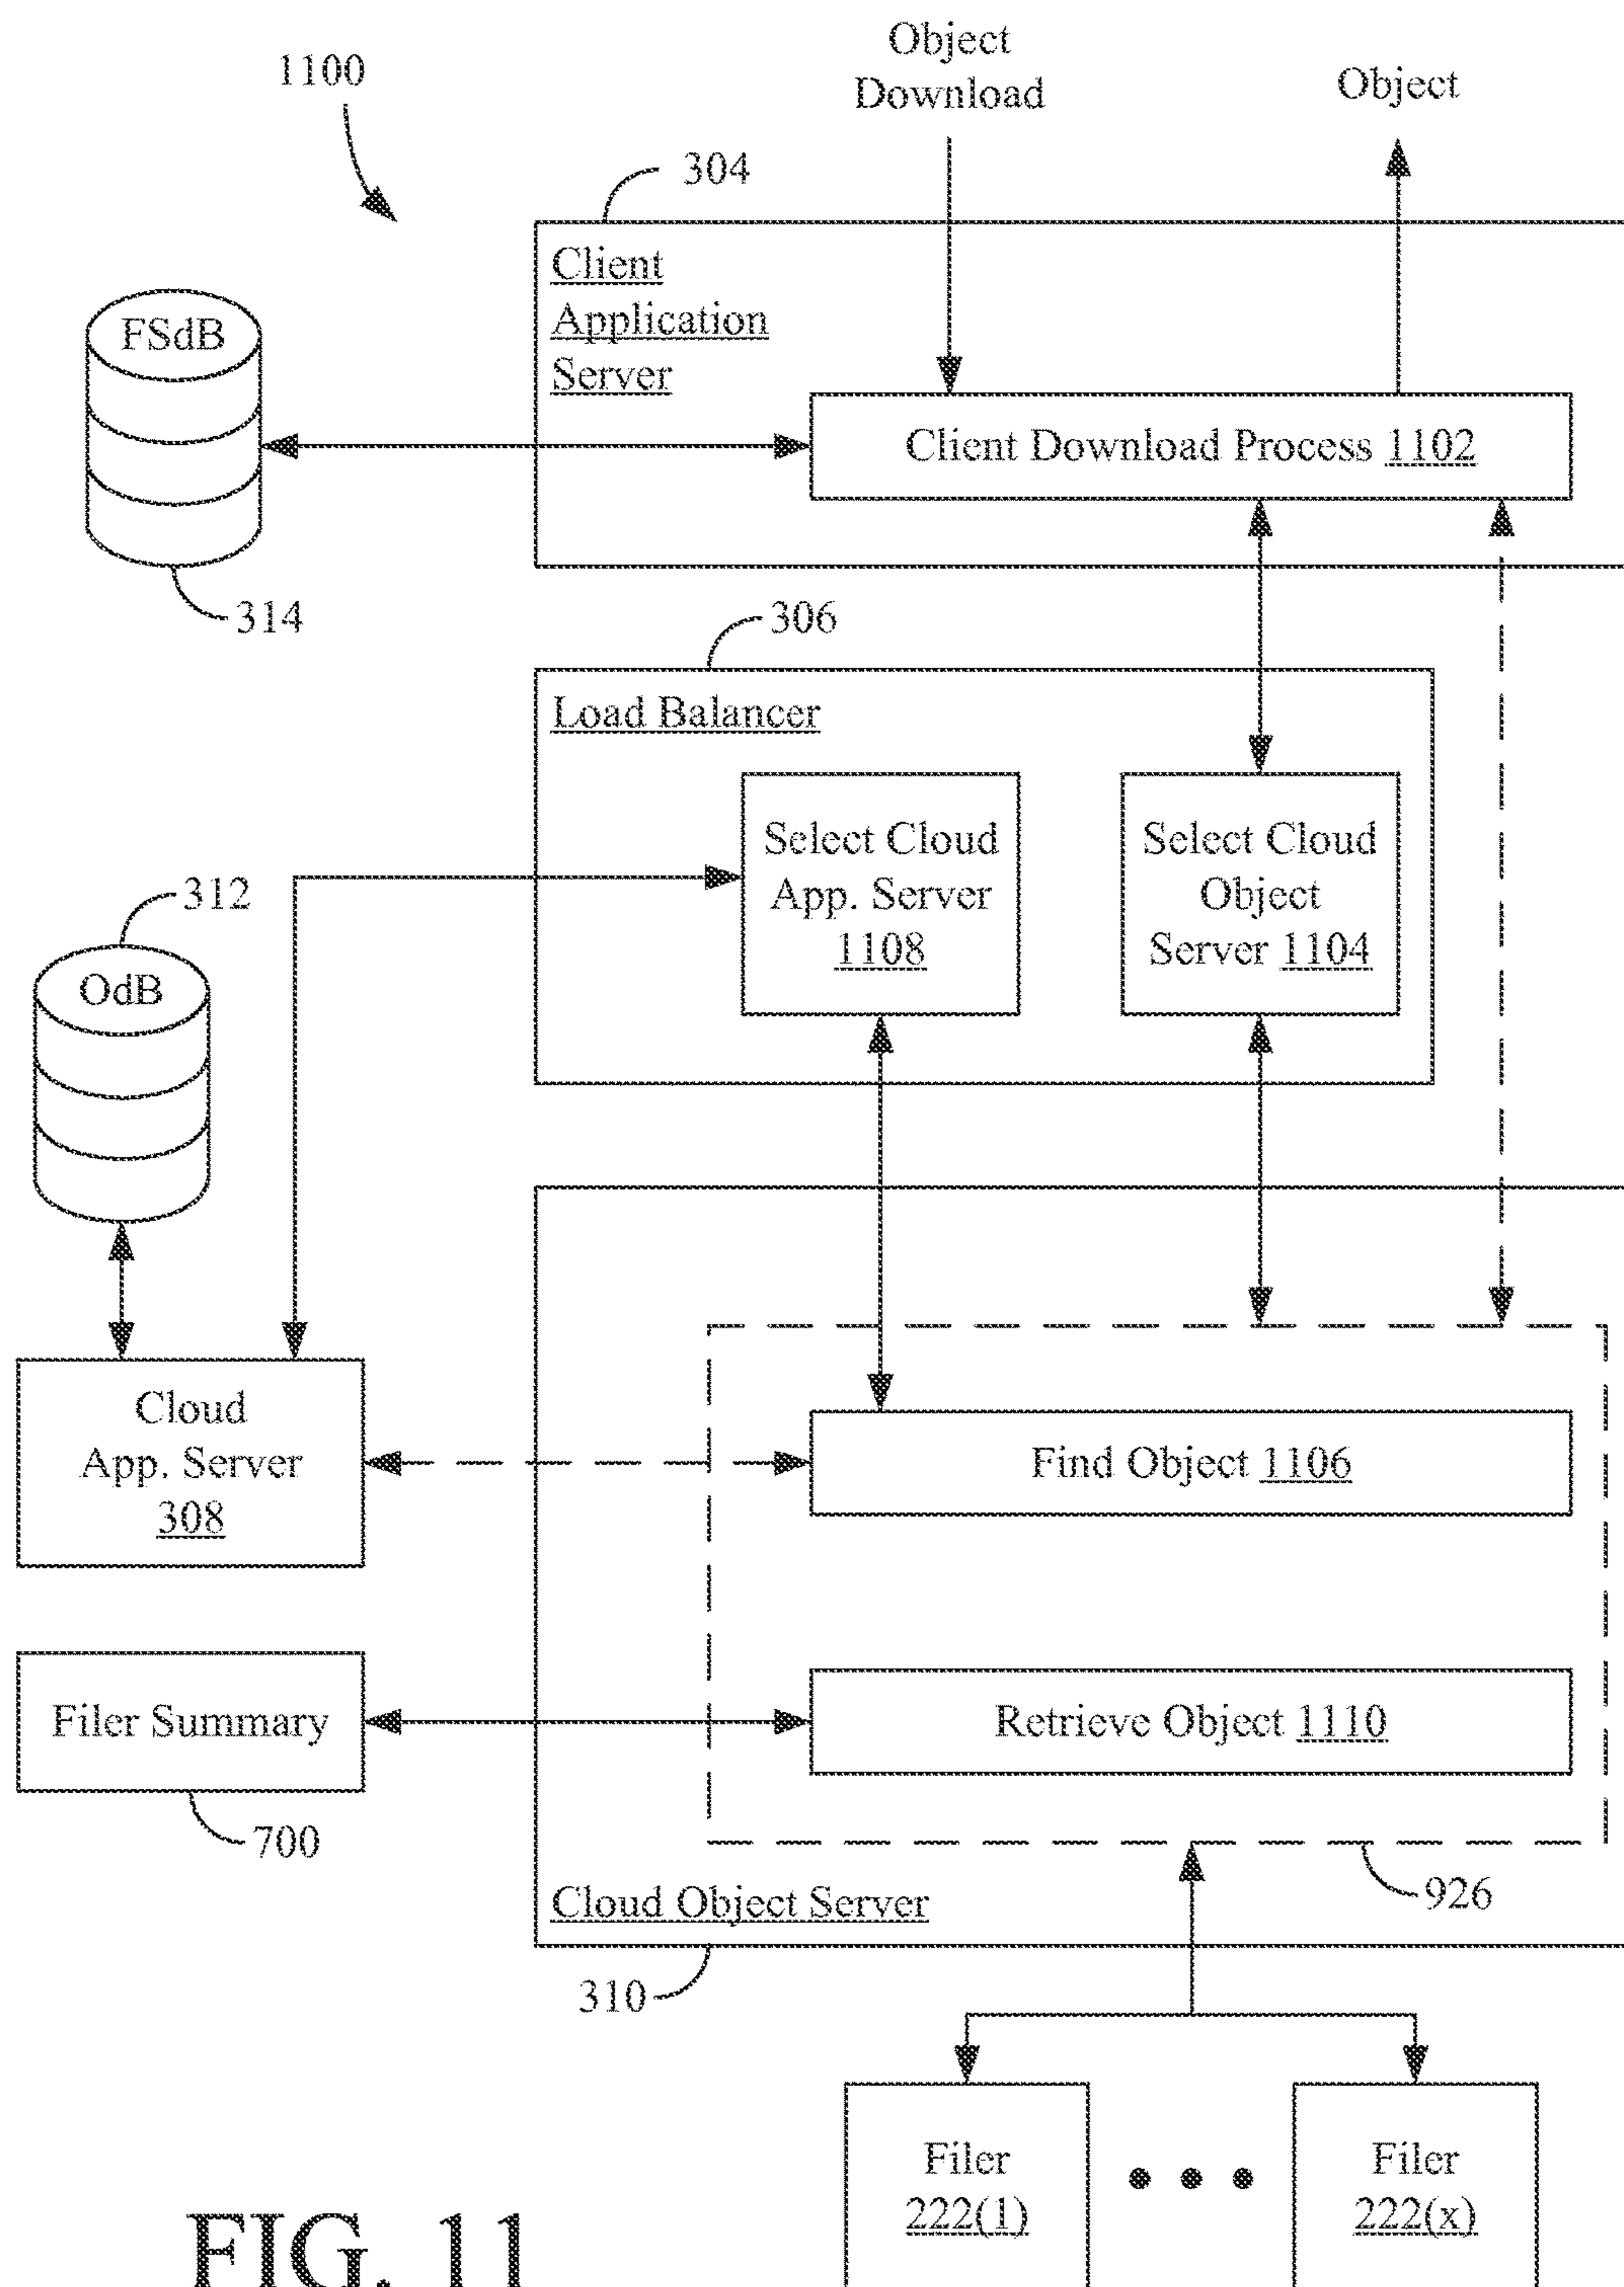 Object
Download
Object
1100
304
Client
Application
Server
FSdB
Client Download Process 1102
314
306
Load Balancer
Select Cloud
App. Server
1108
Select Cloud
Object
Server 1104
312
OdB
Cloud
App. Server
308
Find Object 1106
Filer Summary
Retrieve Object 1110
700
926
Cloud Object Server
310
Filer
222(1)
Filer
222(x)
FIG. 11